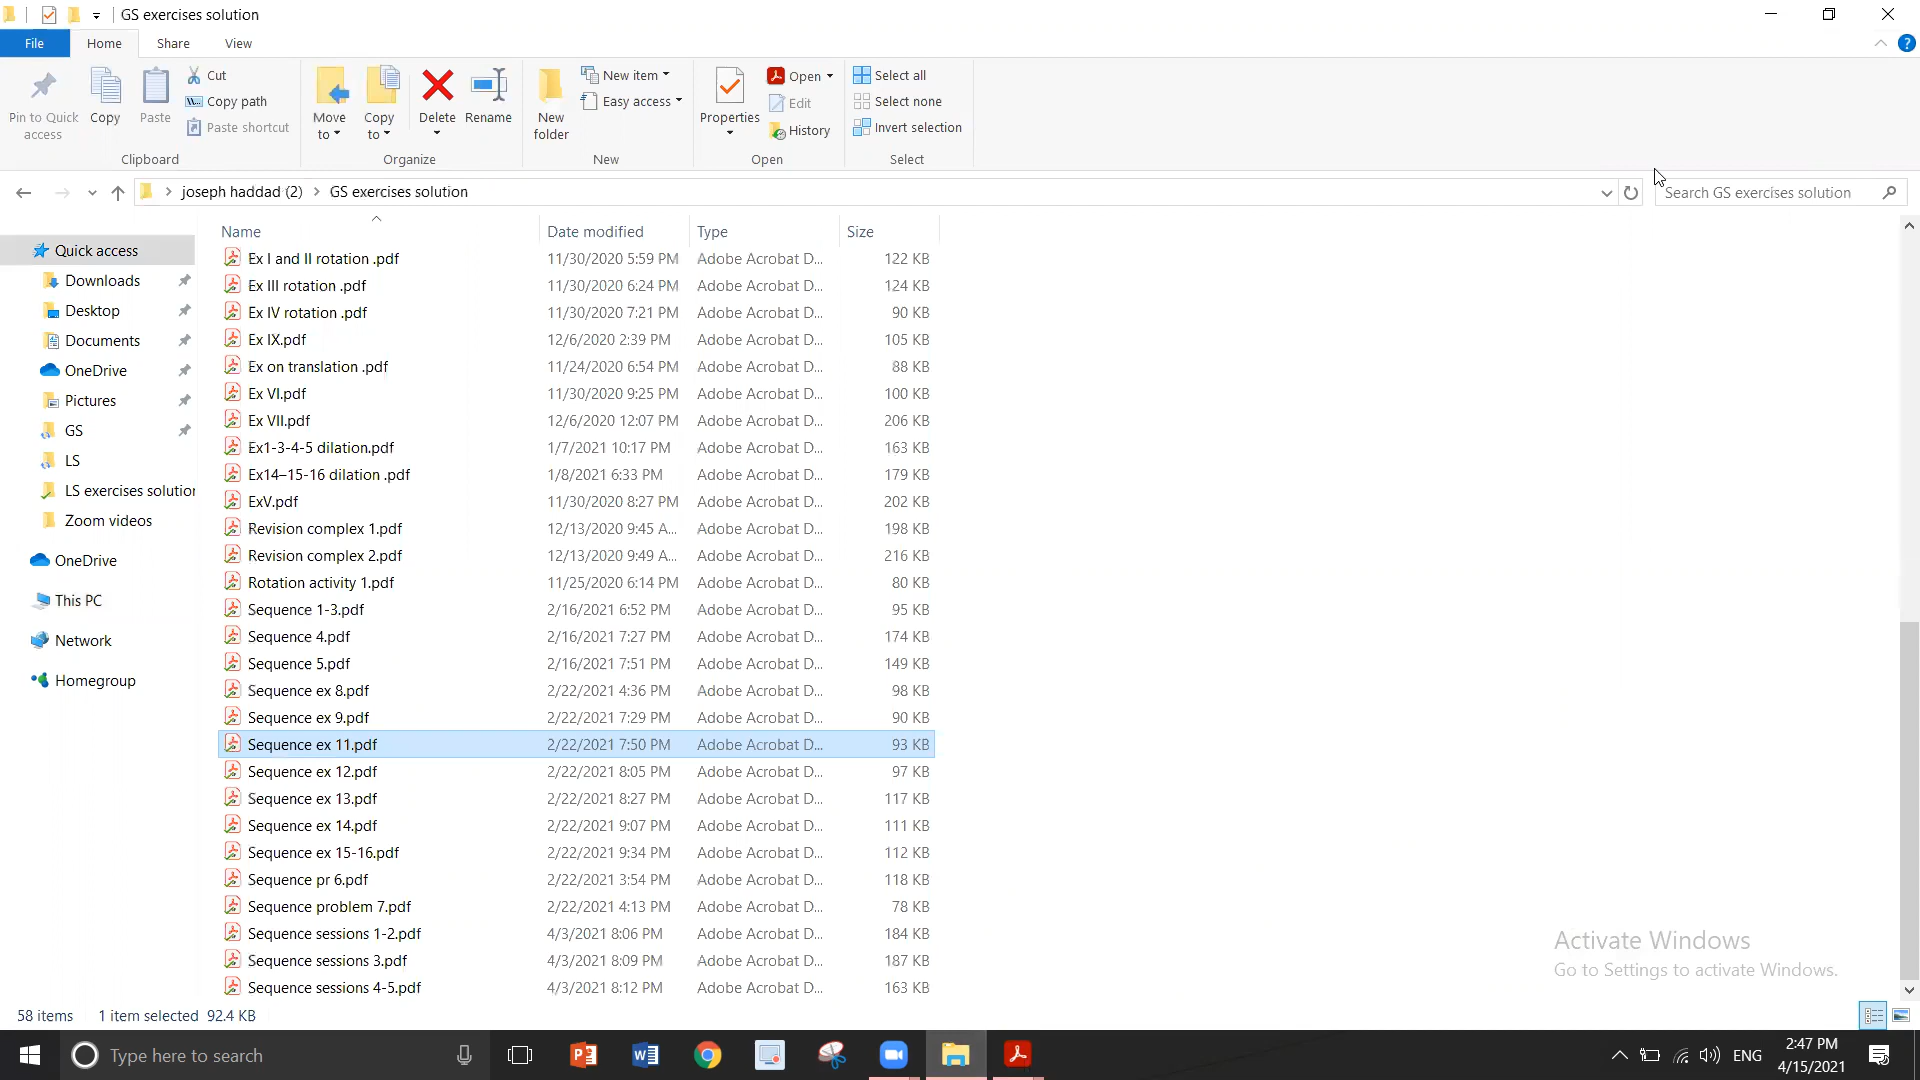 GS exercises solution
File Home Share View
Pin to Quick access
Copy
Paste
Cut
Copy path
Paste shortcut
Clipboard
Move to
Copy to
Delete
Rename
Organize
New folder
New item
Easy access
New
Properties
Open
Edit
History
Open
Select all
Select none
Invert selection
Select
joseph haddad (2) > GS exercises solution
Search GS exercises solution
Quick access
Downloads
Desktop
Documents
OneDrive
Pictures
GS
LS
LS exercises solution
Zoom videos
OneDrive
This PC
Network
Homegroup
Name Date modified Type Size
Ex I and II rotation .pdf 11/30/2020 5:59 PM Adobe Acrobat D... 122 KB
Ex III rotation .pdf 11/30/2020 6:24 PM Adobe Acrobat D... 124 KB
Ex IV rotation .pdf 11/30/2020 7:21 PM Adobe Acrobat D... 90 KB
Ex IX.pdf 12/6/2020 2:39 PM Adobe Acrobat D... 105 KB
Ex on translation .pdf 11/24/2020 6:54 PM Adobe Acrobat D... 88 KB
Ex VI.pdf 11/30/2020 9:25 PM Adobe Acrobat D... 100 KB
Ex VII.pdf 12/6/2020 12:07 PM Adobe Acrobat D... 206 KB
Ex1-3-4-5 dilation.pdf 1/7/2021 10:17 PM Adobe Acrobat D... 163 KB
Ex14–15-16 dilation .pdf 1/8/2021 6:33 PM Adobe Acrobat D... 179 KB
ExV.pdf 11/30/2020 8:27 PM Adobe Acrobat D... 202 KB
Revision complex 1.pdf 12/13/2020 9:45 A... Adobe Acrobat D... 198 KB
Revision complex 2.pdf 12/13/2020 9:49 A... Adobe Acrobat D... 216 KB
Rotation activity 1.pdf 11/25/2020 6:14 PM Adobe Acrobat D... 80 KB
Sequence 1-3.pdf 2/16/2021 6:52 PM Adobe Acrobat D... 95 KB
Sequence 4.pdf 2/16/2021 7:27 PM Adobe Acrobat D... 174 KB
Sequence 5.pdf 2/16/2021 7:51 PM Adobe Acrobat D... 149 KB
Sequence ex 8.pdf 2/22/2021 4:36 PM Adobe Acrobat D... 98 KB
Sequence ex 9.pdf 2/22/2021 7:29 PM Adobe Acrobat D... 90 KB
Sequence ex 11.pdf 2/22/2021 7:50 PM Adobe Acrobat D... 93 KB
Sequence ex 12.pdf 2/22/2021 8:05 PM Adobe Acrobat D... 97 KB
Sequence ex 13.pdf 2/22/2021 8:27 PM Adobe Acrobat D... 117 KB
Sequence ex 14.pdf 2/22/2021 9:07 PM Adobe Acrobat D... 111 KB
Sequence ex 15-16.pdf 2/22/2021 9:34 PM Adobe Acrobat D... 112 KB
Sequence pr 6.pdf 2/22/2021 3:54 PM Adobe Acrobat D... 118 KB
Sequence problem 7.pdf 2/22/2021 4:13 PM Adobe Acrobat D... 78 KB
Sequence sessions 1-2.pdf 4/3/2021 8:06 PM Adobe Acrobat D... 184 KB
Sequence sessions 3.pdf 4/3/2021 8:09 PM Adobe Acrobat D... 187 KB
Sequence sessions 4-5.pdf 4/3/2021 8:12 PM Adobe Acrobat D... 163 KB
Activate Windows
Go to Settings to activate Windows.
58 items 1 item selected 92.4 KB
Type here to search
ENG
2:47 PM
4/15/2021